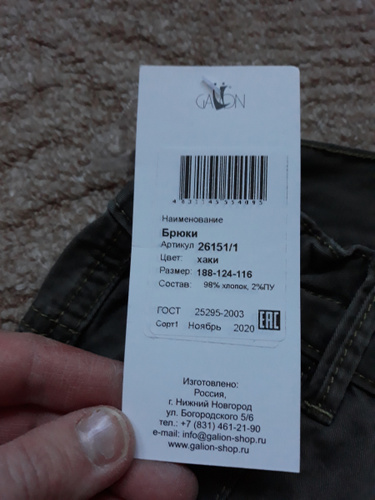 GALION
Наименование
Брюки
Артикул 26151/1
Цвет: хаки
Размер: 188-124-116
Состав: 98% хлопок, 2%ПУ
ГОСТ 25295-2003
Сорт1 Ноябрь 2020 EAC
Изготовлено:
Россия,
г. Нижний Новгород
ул. Богородского 5/6
тел.: +7 (831) 461-21-90
e-mail: info@galion-shop.ru
www.galion-shop.ru